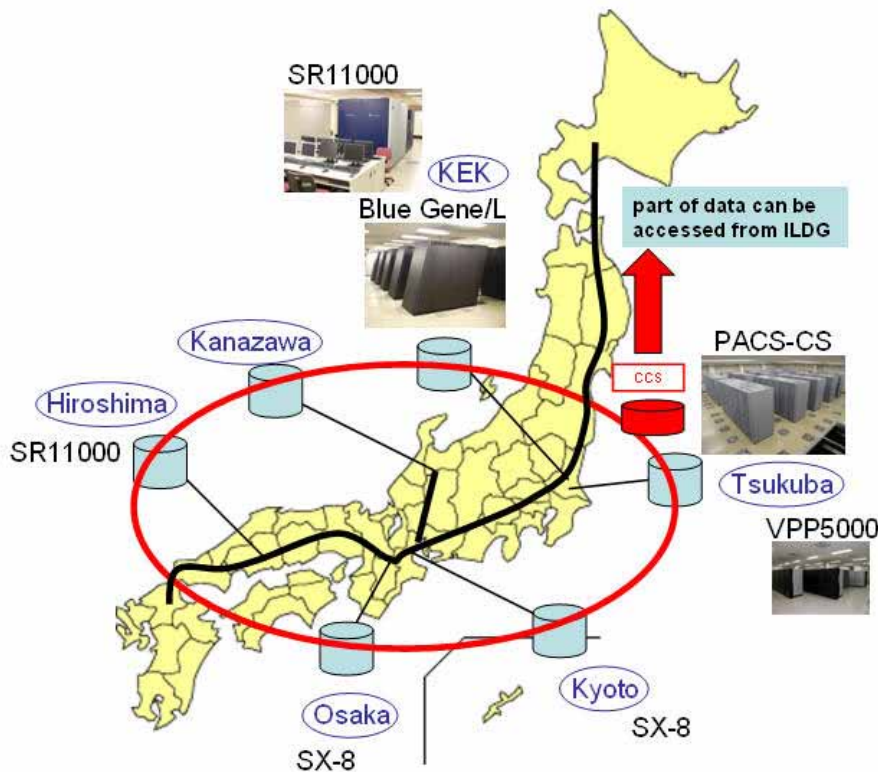 SR11000
KEK
Blue Gene/L
part of data can be
accessed from ILDG
PACS-CS
ccs
Kanazawa
Hiroshima
SR11000
Tsukuba
VPP5000
Osaka
SX-8
Kyoto
SX-8